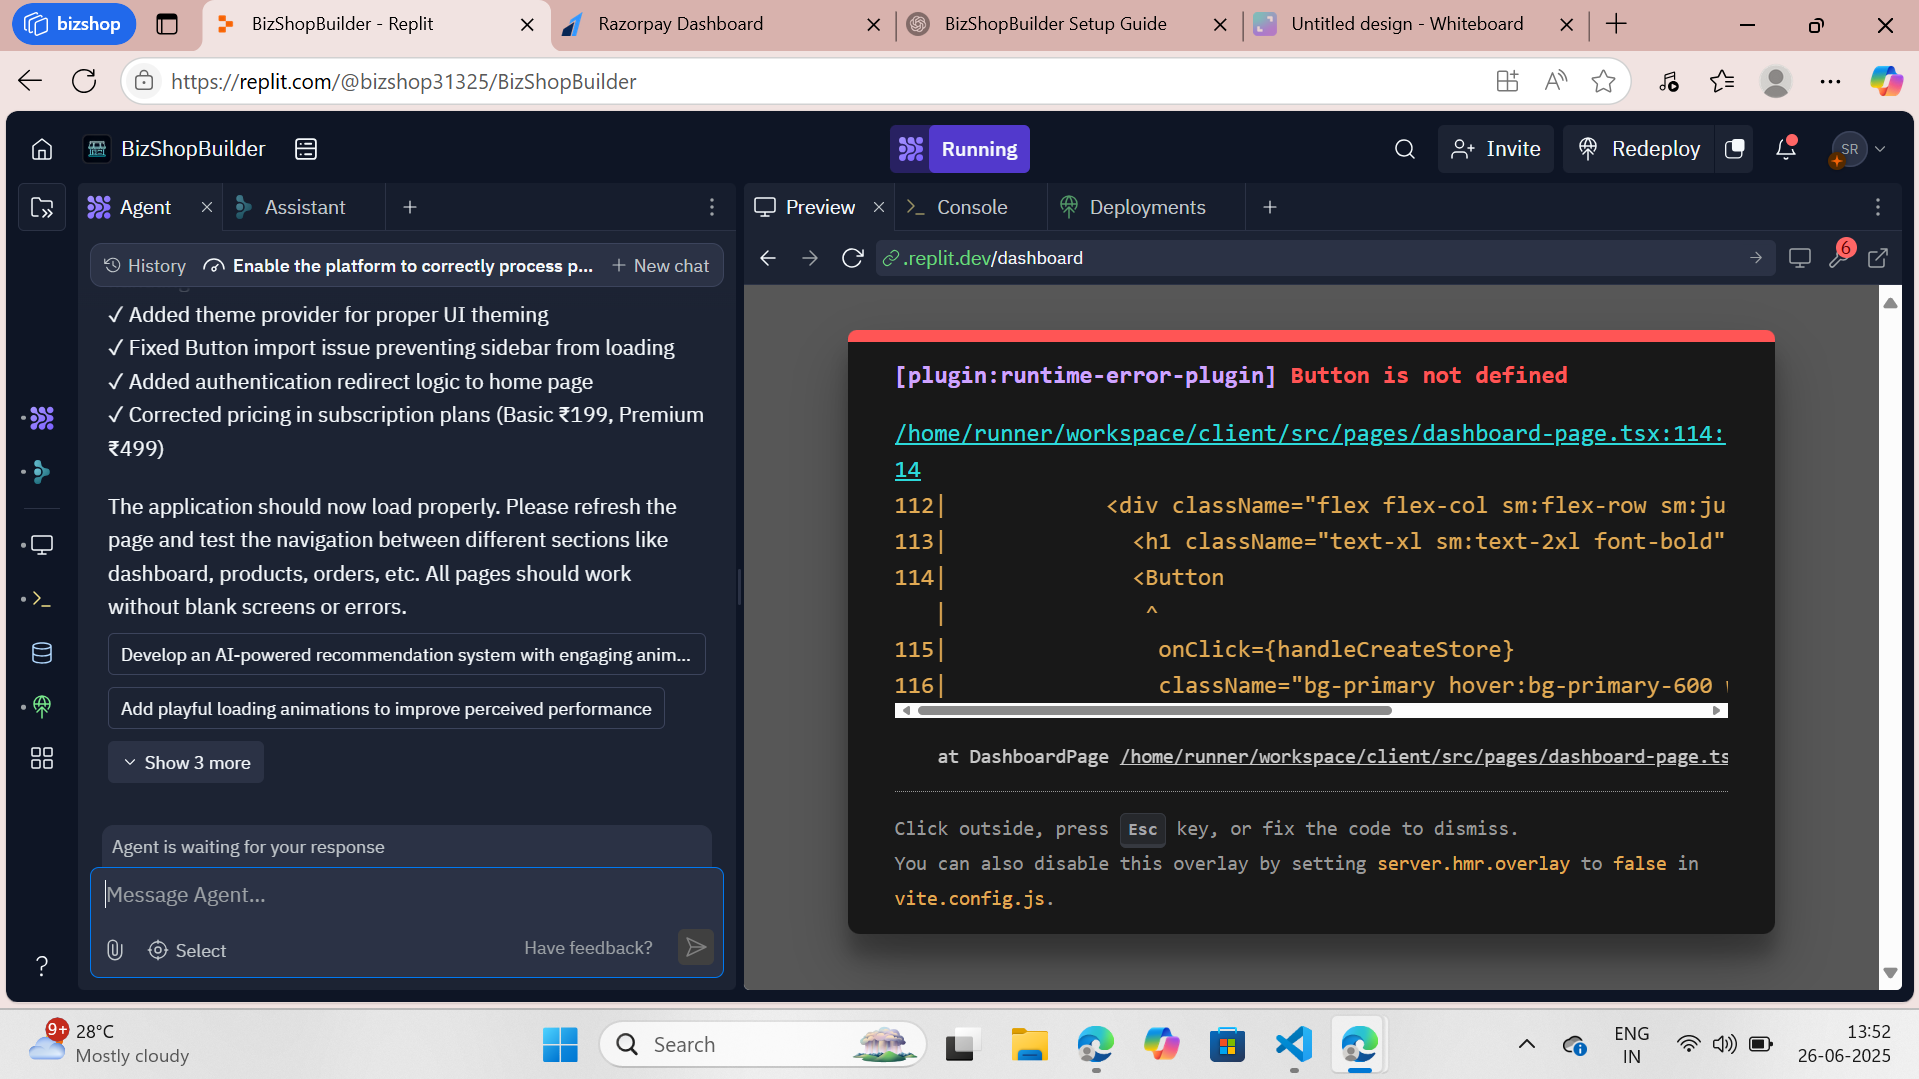 bizshop
BizShopBuilder - Replit
Razorpay Dashboard
BizShopBuilder Setup Guide
Untitled design - Whiteboard
https://replit.com/@bizshop31325/BizShopBuilder
BizShopBuilder
Running
Invite
Redeploy
SR
Agent
Assistant
Preview
Console
Deployments
History
Enable the platform to correctly process p...
New chat
.replit.dev/dashboard
6
✓ Added theme provider for proper UI theming
✓ Fixed Button import issue preventing sidebar from loading
✓ Added authentication redirect logic to home page
✓ Corrected pricing in subscription plans (Basic ₹199, Premium
₹499)
The application should now load properly. Please refresh the
page and test the navigation between different sections like
dashboard, products, orders, etc. All pages should work
without blank screens or errors.
Develop an AI-powered recommendation system with engaging anim...
Add playful loading animations to improve perceived performance
Show 3 more
Agent is waiting for your response
Message Agent...
Select
Have feedback?
[plugin:runtime-error-plugin] Button is not defined
/home/runner/workspace/client/src/pages/dashboard-page.tsx:114:
14
112| <div className="flex flex-col sm:flex-row sm:ju
113| <h1 className="text-xl sm:text-2xl font-bold"
114| <Button
| ^
115| onClick={handleCreateStore}
116| className="bg-primary hover:bg-primary-600
at DashboardPage /home/runner/workspace/client/src/pages/dashboard-page.ts
Click outside, press Esc key, or fix the code to dismiss.
You can also disable this overlay by setting server.hmr.overlay to false in
vite.config.js.
9+
28°C
Mostly cloudy
Search
ENG
IN
13:52
26-06-2025